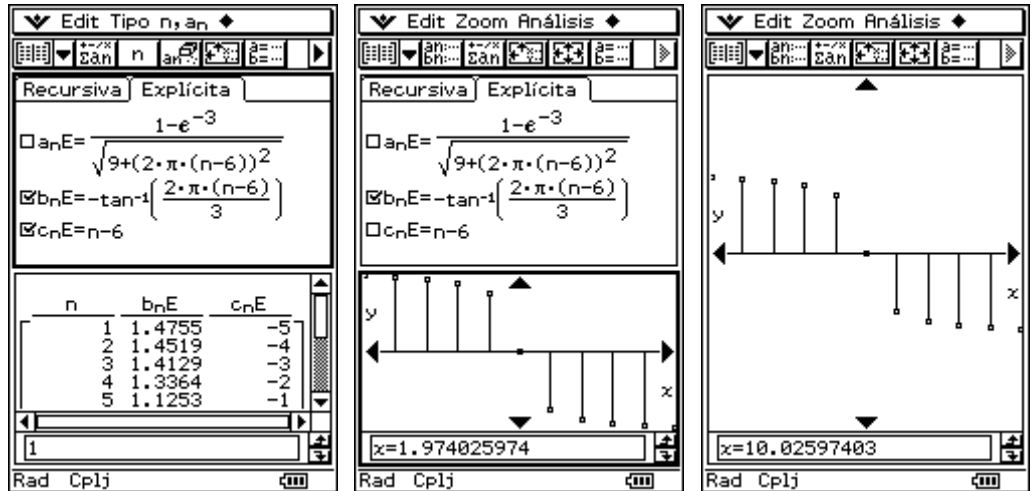 Edit Tipo n,aₙ ◆
n
Recursiva Explícita
aₙE=(1-e^-3)/√(9+(2·π·(n-6))²)
bₙE=-tan⁻¹(2·π·(n-6)/3)
cₙE=n-6
n bₙE cₙE
1 1.4755 -5
2 1.4519 -4
3 1.4129 -3
4 1.3364 -2
5 1.1253 -1
1
Rad Cplj
Edit Zoom Análisis ◆
Recursiva Explícita
aₙE=(1-e^-3)/√(9+(2·π·(n-6))²)
bₙE=-tan⁻¹(2·π·(n-6)/3)
cₙE=n-6
y
x
x=1.974025974
Rad Cplj
Edit Zoom Análisis ◆
y
x
x=10.02597403
Rad Cplj